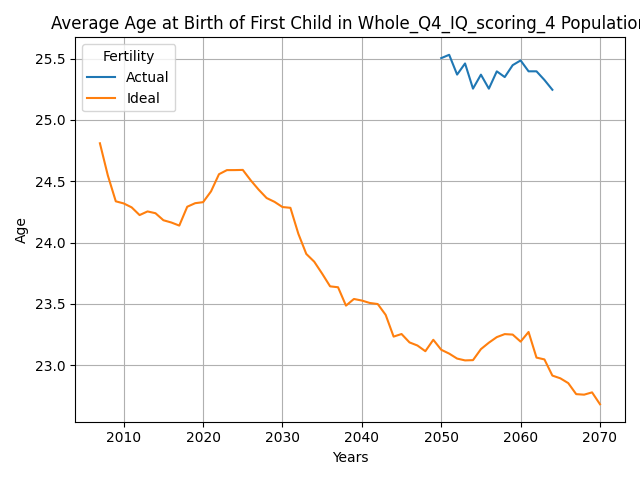 Average Age at Birth of First Child in Whole_Q4_IQ_scoring_4 Population
Fertility
Actual
Ideal
25.5
25.0
24.5
24.0
23.5
23.0
Age
2010 2020 2030 2040 2050 2060 2070
Years